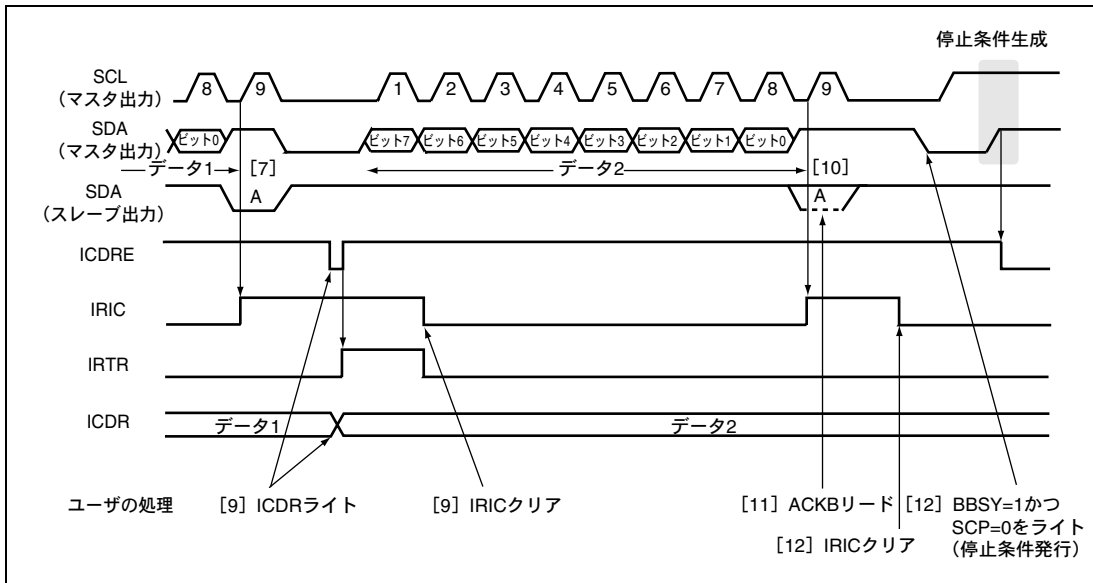 停止条件生成
SCL
(マスタ出力)
8 9 1 2 3 4 5 6 7 8 9
SDA
(マスタ出力)
ビット0 ビット7 ビット6 ビット5 ビット4 ビット3 ビット2 ビット1 ビット0
データ1 [7] データ2 [10]
SDA
(スレーブ出力)
A A
ICDRE
IRIC
IRTR
ICDR
データ1 データ2
ユーザの処理 [9] ICDRライト [9] IRICクリア [11] ACKBリード [12] BBSY=1かつ
SCP=0をライト
(停止条件発行)
[12] IRICクリア